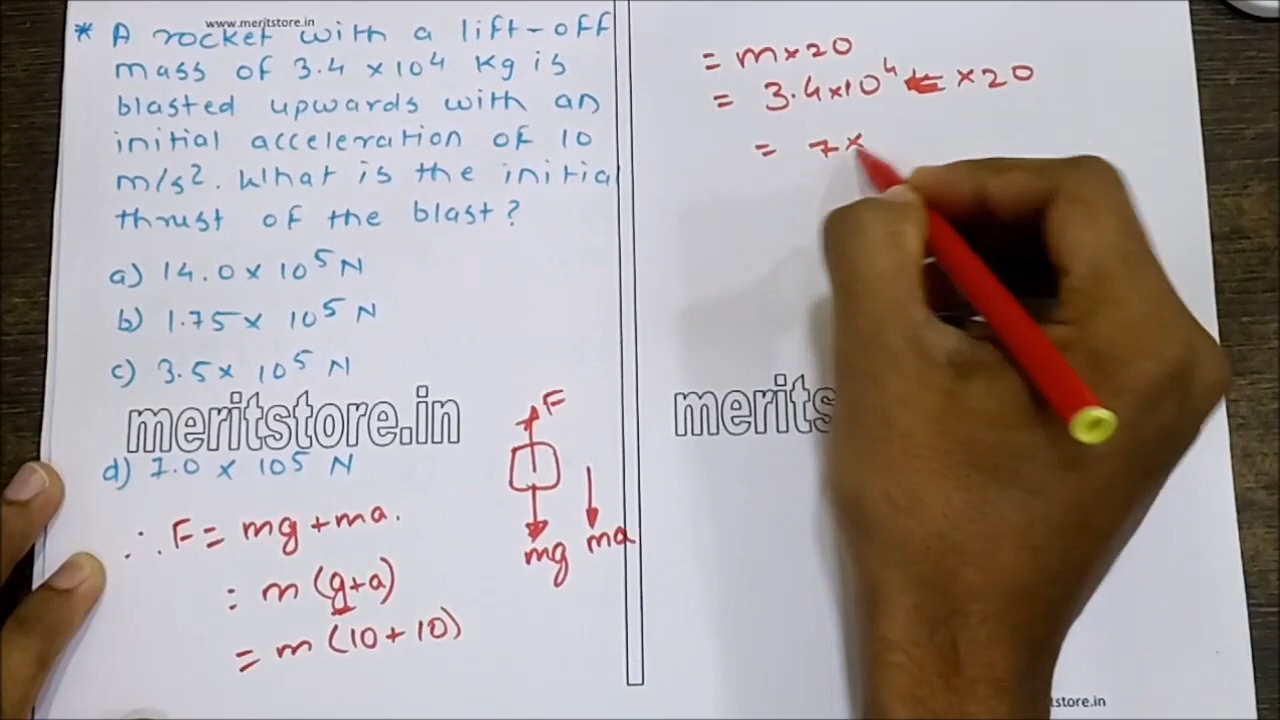 www.meritstore.in
* A rocket with a lift-off
mass of 3.4 × 10⁴ Kg is
blasted upwards with an
initial acceleration of 10
m/s². What is the initia
thrust of the blast?
a) 14.0 × 10⁵ N
b) 1.75 × 10⁵ N
c) 3.5 × 10⁵ N
meritstore.in
d) 7.0 × 105 N
∴ F = mg + ma.
: m (g+a)
= m (10 + 10)
F
mg
ma
= m × 20
= 3.4 × 10⁴ × 20
= 7 ×
merits
tstore.in